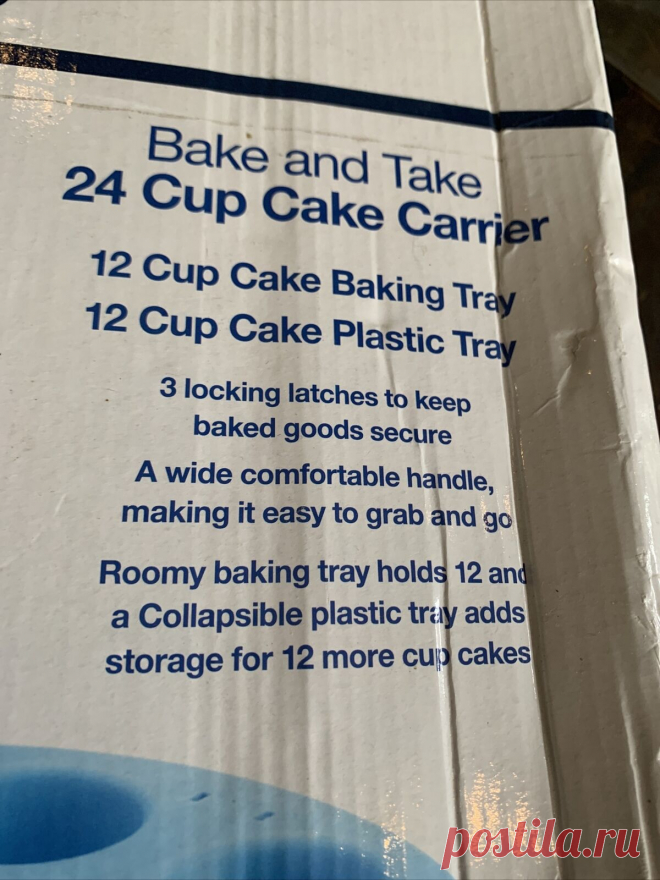 Bake and Take
24 Cup Cake Carrier
12 Cup Cake Baking Tray
12 Cup Cake Plastic Tray
3 locking latches to keep
baked goods secure
A wide comfortable handle,
making it easy to grab and go
Roomy baking tray holds 12 and
a Collapsible plastic tray adds
storage for 12 more cup cakes
postila.ru